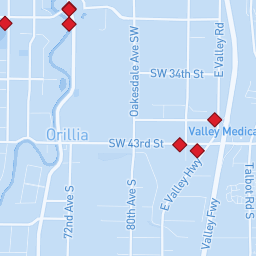 Oakesdale Ave SW
E Valley Rd
SW 34th St
Orillia
Valley Medica
SW 43rd St
72nd Ave S
80th Ave S
E Valley Hwy
Valley Fwy
Talbot Rd S